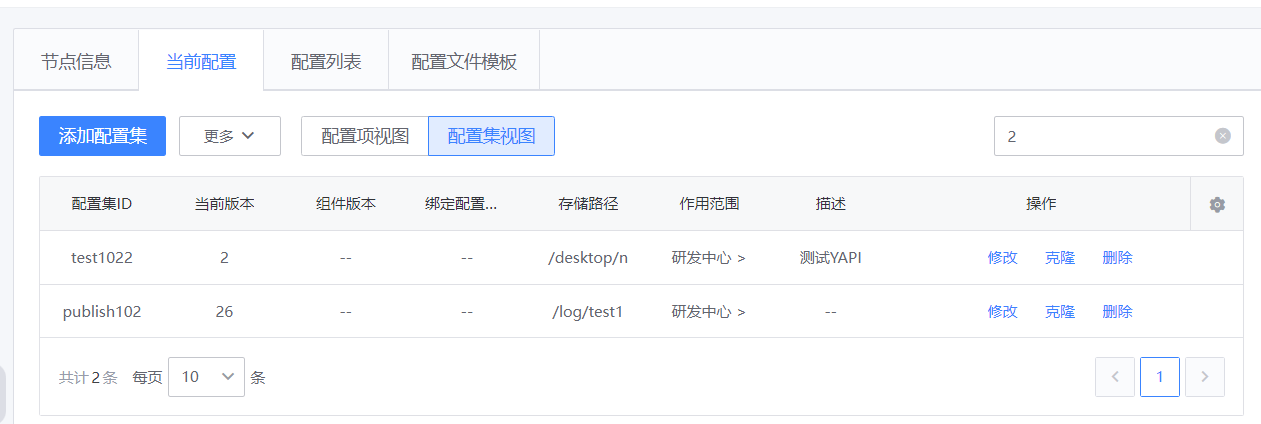 节点信息 当前配置 配置列表 配置文件模板
添加配置集 更多 配置项视图 配置集视图 2
配置集ID 当前版本 组件版本 绑定配置... 存储路径 作用范围 描述 操作
test1022 2 -- -- /desktop/n 研发中心 > 测试YAPI 修改 克隆 删除
publish102 26 -- -- /log/test1 研发中心 > -- 修改 克隆 删除
共计2条 每页 10 条 < 1 >